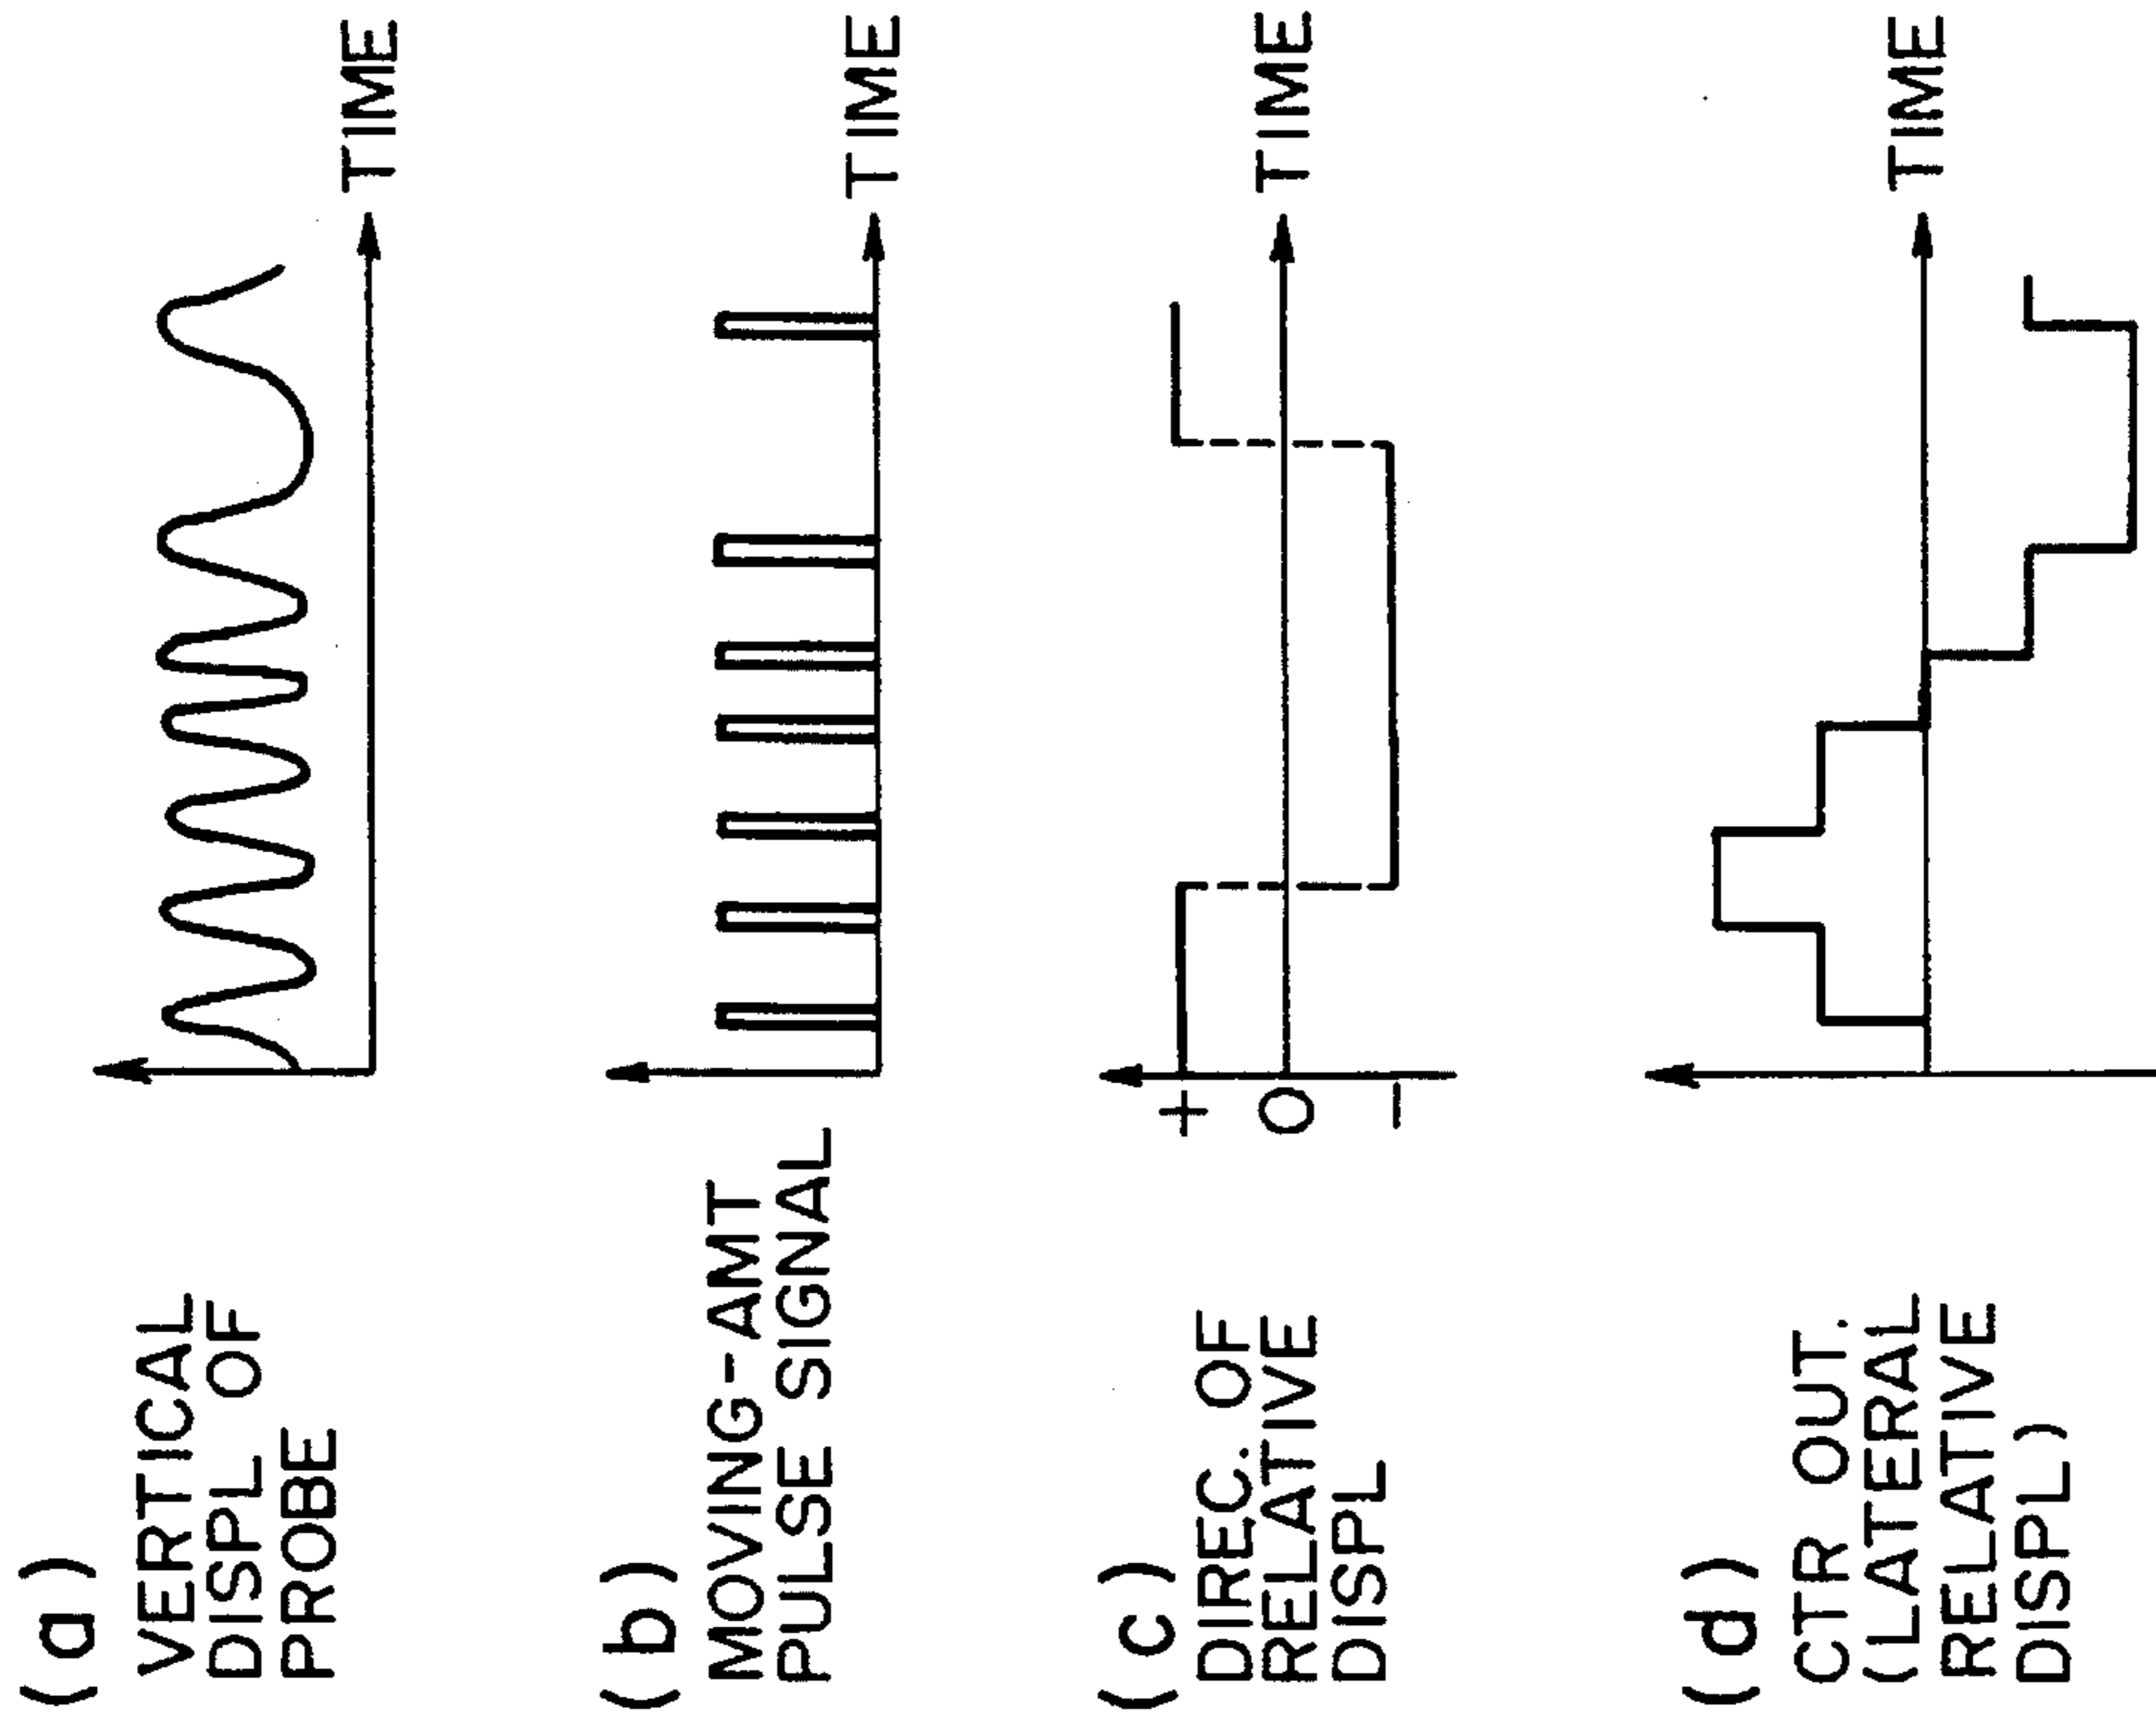 (a)
VERTICAL
DISPL OF
PROBE
TIME
(b)
MOVING-AMT
PULSE SIGNAL
TIME
(c)
DIREC. OF
RELATIVE
DISPL
+
O
−
TIME
(d)
CTR OUT.
(LATERAL
RELATIVE
DISPL)
TIME